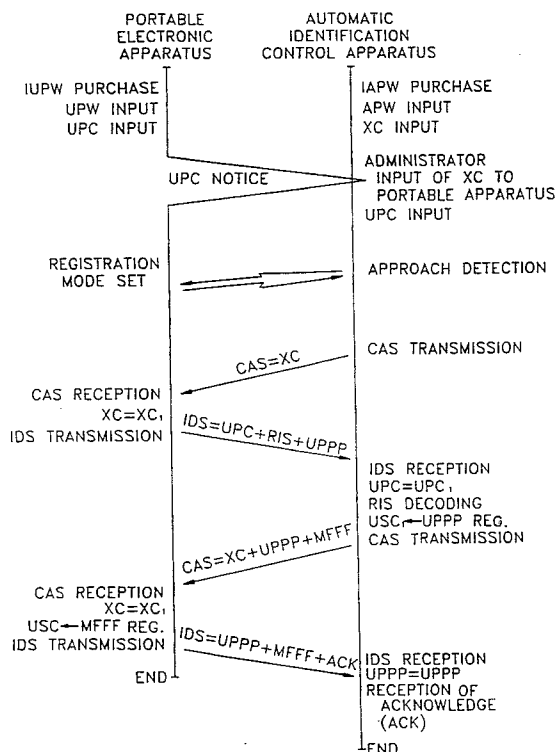 PORTABLE
ELECTRONIC
APPARATUS
AUTOMATIC
IDENTIFICATION
CONTROL APPARATUS
IUPW PURCHASE
UPW INPUT
UPC INPUT
IAPW PURCHASE
APW INPUT
XC INPUT
UPC NOTICE
ADMINISTRATOR
INPUT OF XC TO
PORTABLE APPARATUS
UPC INPUT
REGISTRATION
MODE SET
APPROACH DETECTION
CAS TRANSMISSION
CAS=XC
CAS RECEPTION
XC=XC₁
IDS TRANSMISSION
IDS=UPC+RIS+UPPP
IDS RECEPTION
UPC=UPC₁
RIS DECODING
USC₁←UPPP REG.
CAS TRANSMISSION
CAS=XC+UPPP+MFFF
CAS RECEPTION
XC=XC₁
USC←MFFF REG.
IDS TRANSMISSION
IDS=UPPP+MFFF+ACK
END
IDS RECEPTION
UPPP=UPPP
RECEPTION OF
ACKNOWLEDGE
(ACK)
END